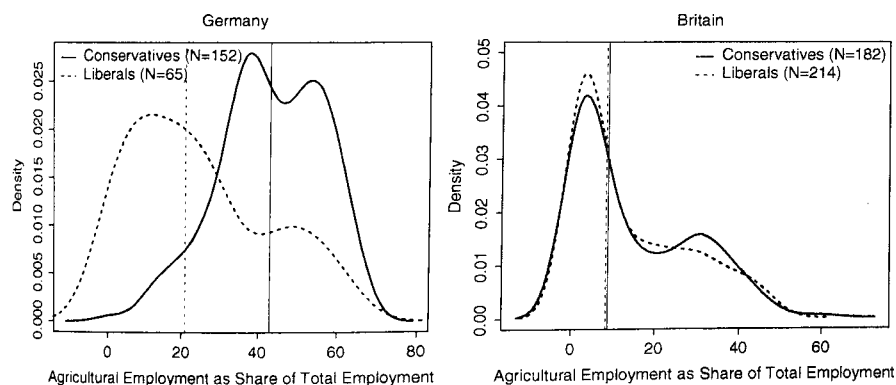 Germany
Conservatives (N=152)
Liberals (N=65)
Density
0.000 0.005 0.010 0.015 0.020 0.025
0 20 40 60 80
Agricultural Employment as Share of Total Employment
Britain
Conservatives (N=182)
Liberals (N=214)
Density
0.00 0.01 0.02 0.03 0.04 0.05
0 20 40 60
Agricultural Employment as Share of Total Employment